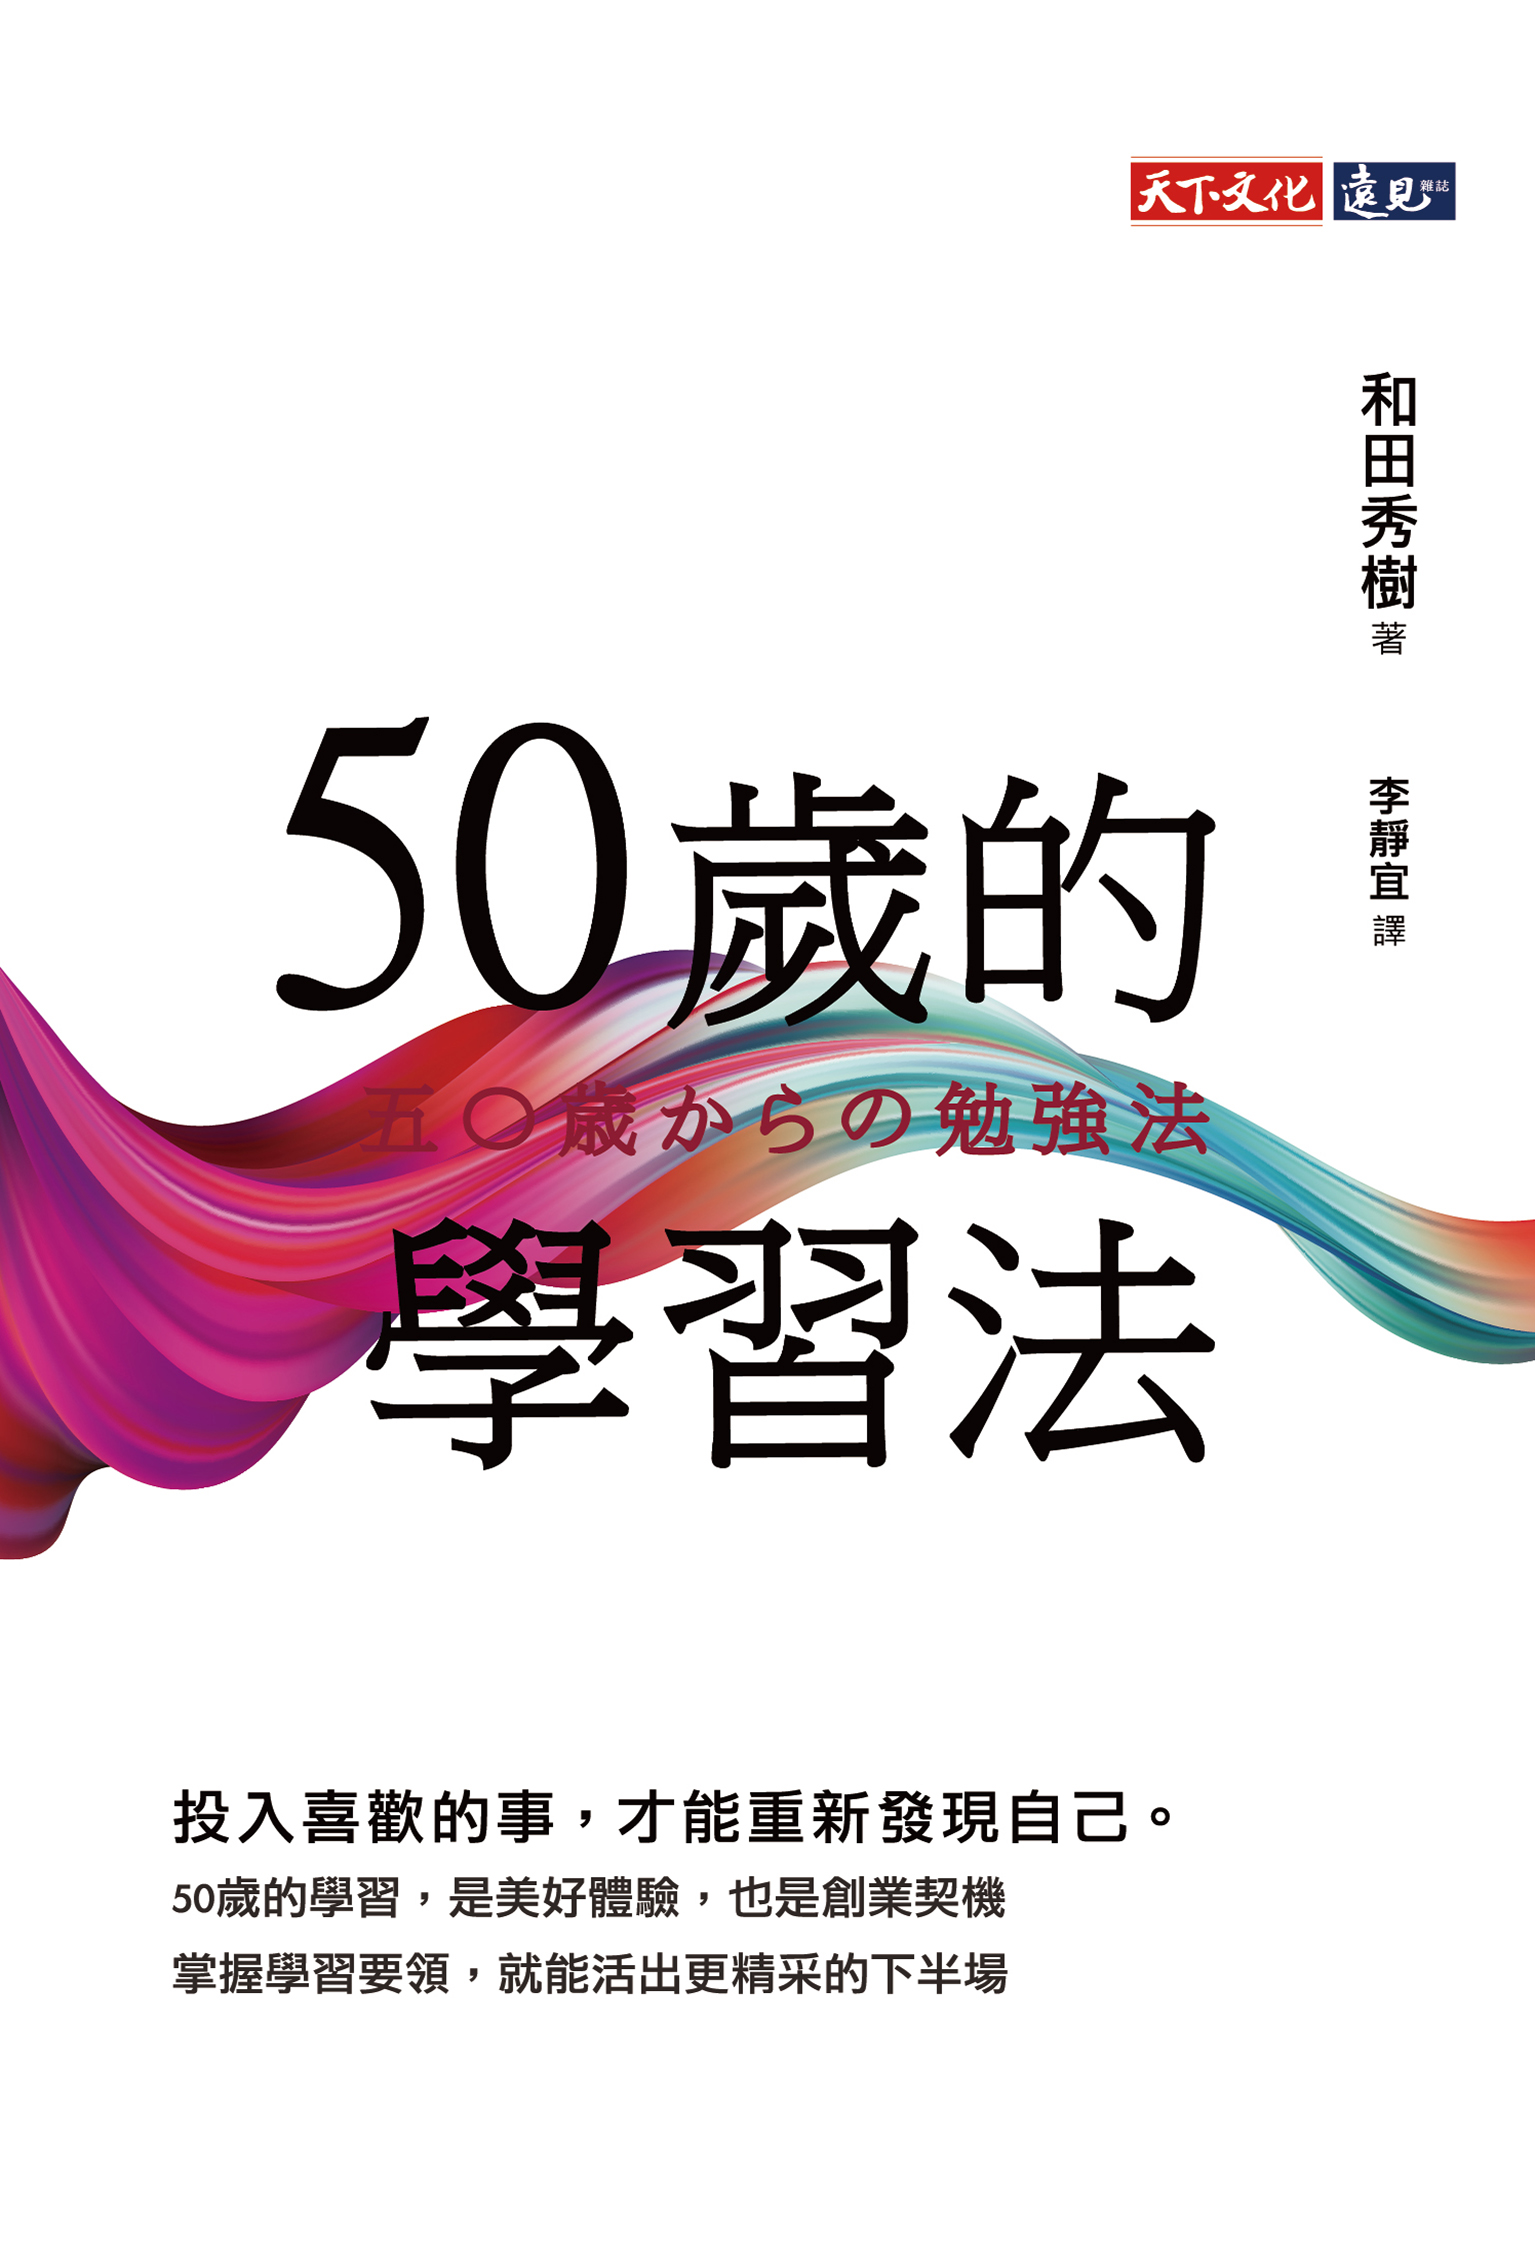 天下文化 遠見雜誌
和田秀樹 著
李靜宜 譯
50歲的
五〇歳からの勉強法
學習法
投入喜歡的事，才能重新發現自己。
50歲的學習，是美好體驗，也是創業契機
掌握學習要領，就能活出更精采的下半場